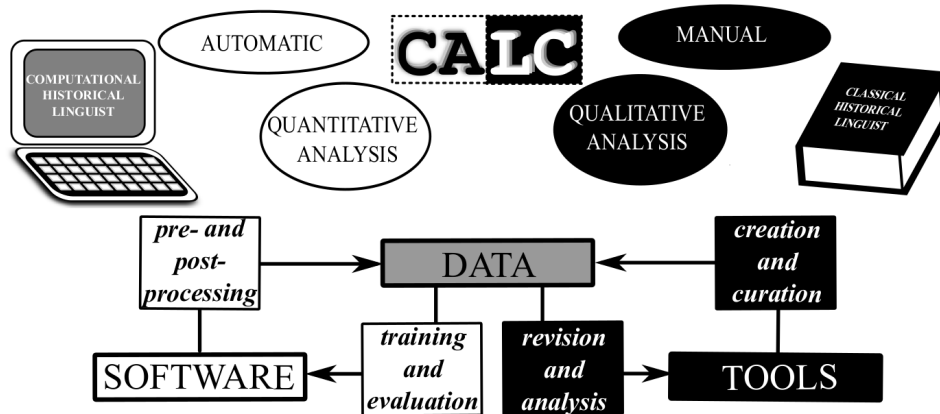 AUTOMATIC
CALC
MANUAL
COMPUTATIONAL
HISTORICAL
LINGUIST
QUANTITATIVE
ANALYSIS
QUALITATIVE
ANALYSIS
CLASSICAL
HISTORICAL
LINGUIST
pre- and
post-
processing
DATA
creation
and
curation
training
and
evaluation
revision
and
analysis
SOFTWARE
TOOLS